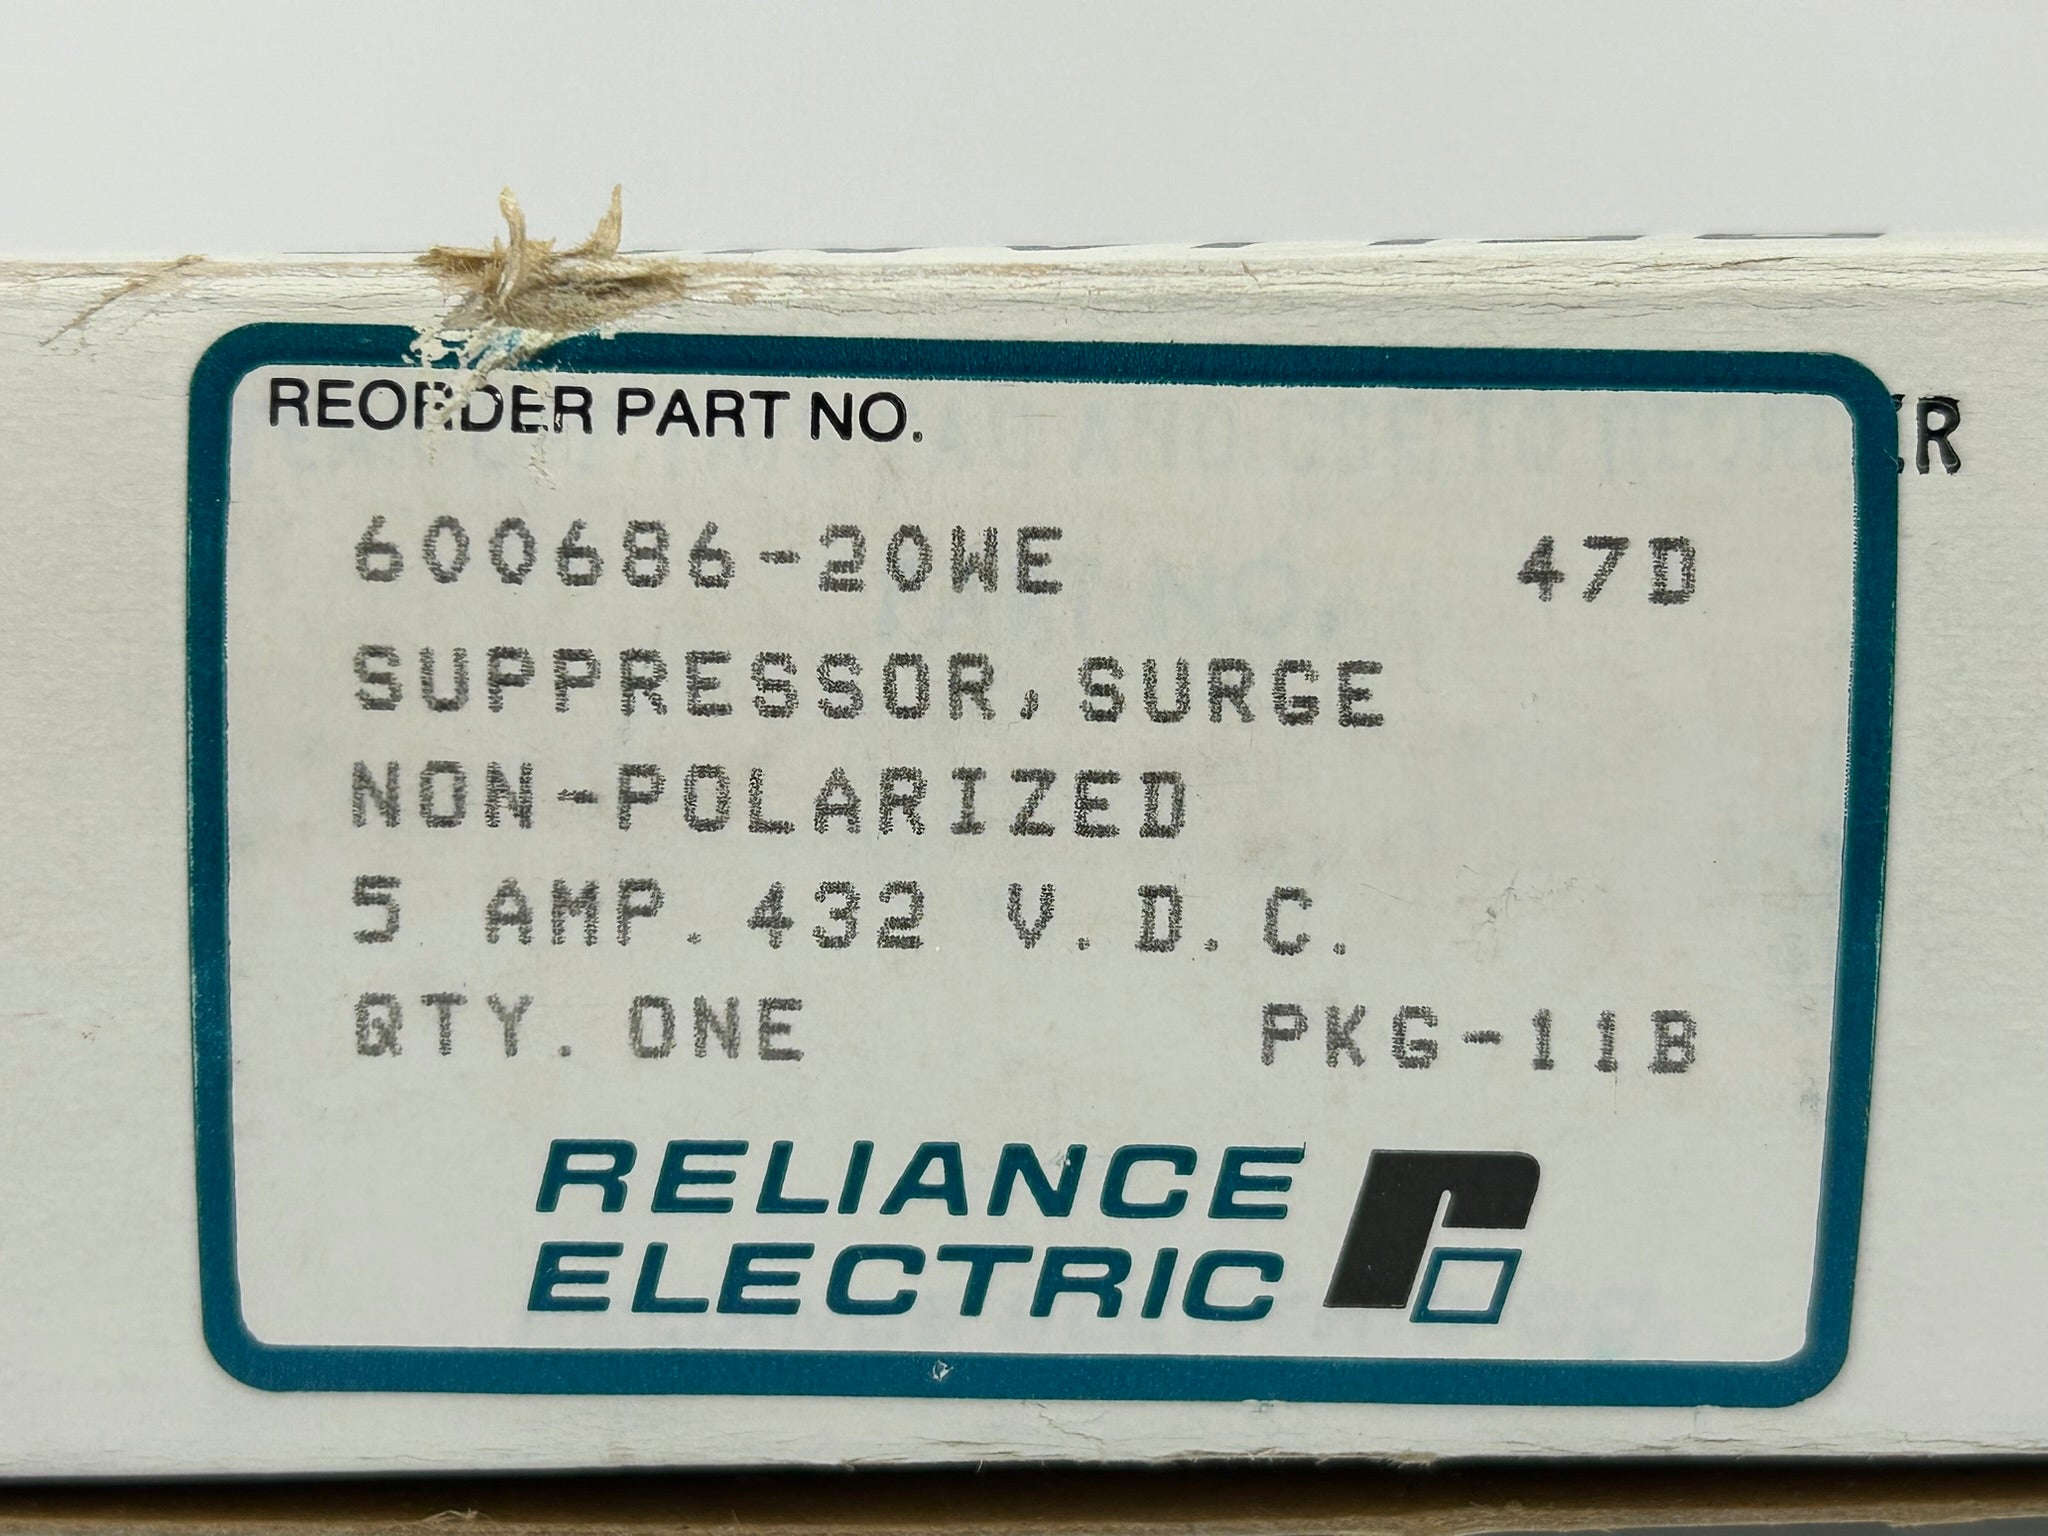 REORDER PART NO.
600686-20WE 47D
SUPPRESSOR, SURGE
NON-POLARIZED
5 AMP. 432 V.D.C.
QTY. ONE PKG-11B
RELIANCE
ELECTRIC